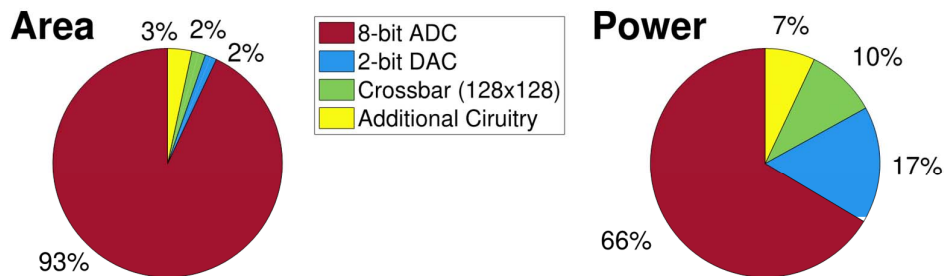 Area
3%
2%
2%
93%
8-bit ADC
2-bit DAC
Crossbar (128x128)
Additional Ciruitry
Power
7%
10%
17%
66%